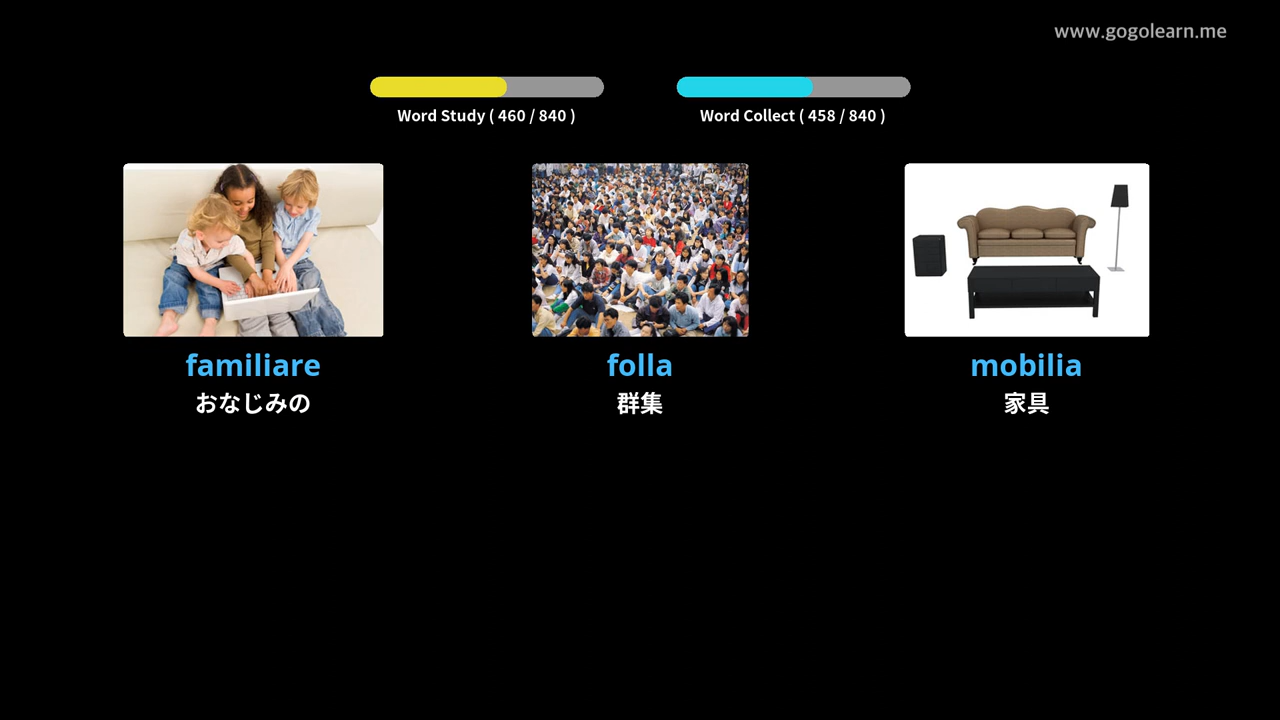 www.gogolearn.me
Word Study ( 460 / 840 )
Word Collect ( 458 / 840 )
familiare
おなじみの
folla
群集
mobilia
家具